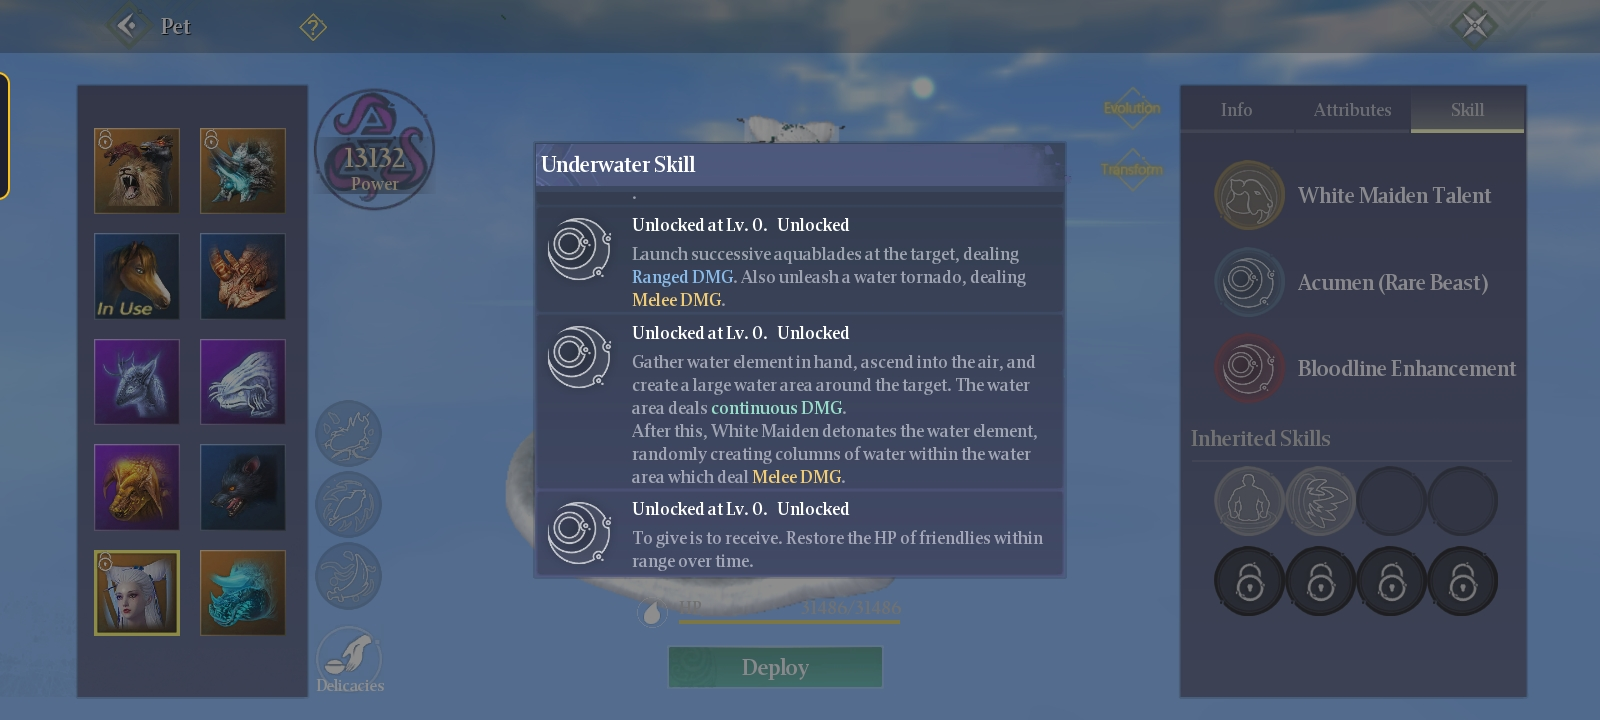 Pet
?
In Use
13132
Power
Delicacies
Underwater Skill
.
Unlocked at Lv. 0. Unlocked
Launch successive aquablades at the target, dealing
Ranged DMG. Also unleash a water tornado, dealing
Melee DMG.
Unlocked at Lv. 0. Unlocked
Gather water element in hand, ascend into the air, and
create a large water area around the target. The water
area deals continuous DMG.
After this, White Maiden detonates the water element,
randomly creating columns of water within the water
area which deal Melee DMG.
Unlocked at Lv. 0. Unlocked
To give is to receive. Restore the HP of friendlies within
range over time.
HP 31486/31486
Deploy
Evolution
Transform
Info Attributes Skill
White Maiden Talent
Acumen (Rare Beast)
Bloodline Enhancement
Inherited Skills